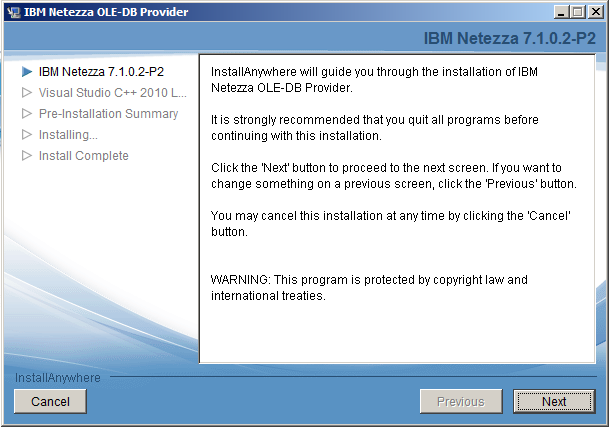 IBM Netezza OLE-DB Provider
IBM Netezza 7.1.0.2-P2
IBM Netezza 7.1.0.2-P2
Visual Studio C++ 2010 L...
Pre-Installation Summary
Installing...
Install Complete
InstallAnywhere will guide you through the installation of IBM
Netezza OLE-DB Provider.
It is strongly recommended that you quit all programs before
continuing with this installation.
Click the 'Next' button to proceed to the next screen. If you want to
change something on a previous screen, click the 'Previous' button.
You may cancel this installation at any time by clicking the 'Cancel'
button.
WARNING: This program is protected by copyright law and
international treaties.
InstallAnywhere
Cancel
Previous
Next